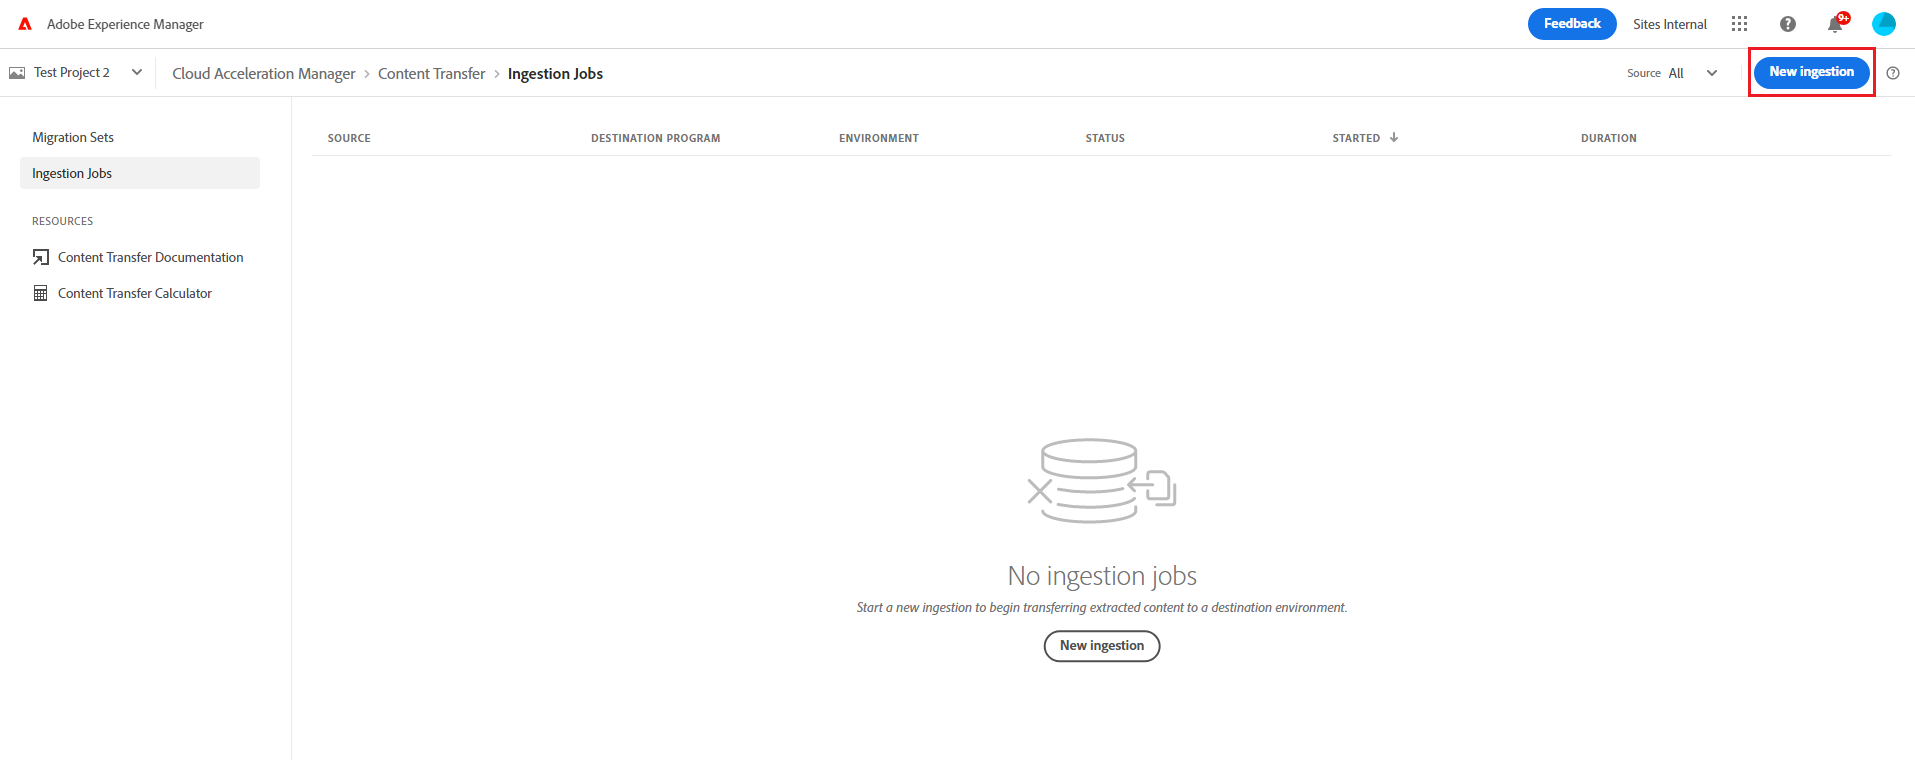 Adobe Experience Manager
Feedback
Sites Internal
9+
Test Project 2
Cloud Acceleration Manager > Content Transfer > Ingestion Jobs
Source All
New ingestion
Migration Sets
Ingestion Jobs
RESOURCES
Content Transfer Documentation
Content Transfer Calculator
SOURCE DESTINATION PROGRAM ENVIRONMENT STATUS STARTED DURATION
No ingestion jobs
Start a new ingestion to begin transferring extracted content to a destination environment.
New ingestion